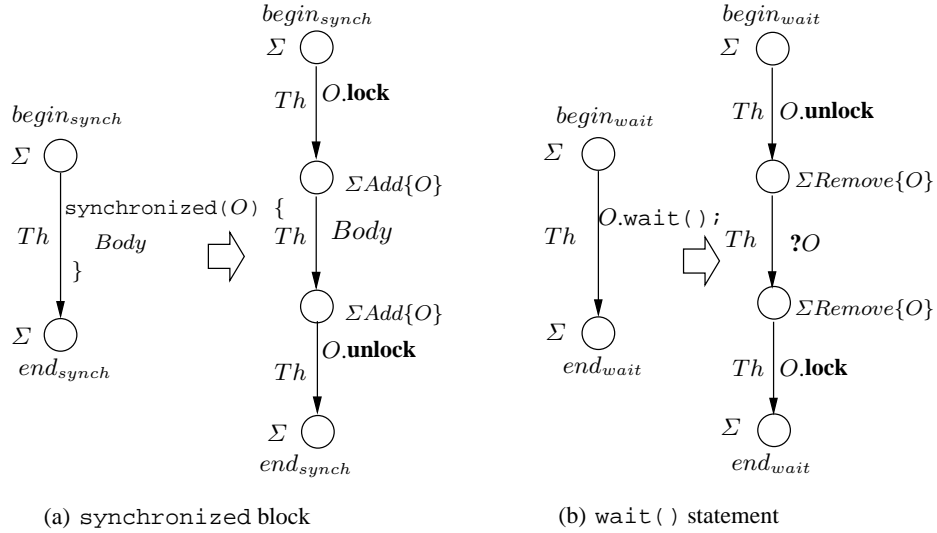 begin_synch
Σ
Th O.lock
ΣAdd{O}
Th Body
ΣAdd{O}
O.unlock
Th
Σ
end_synch
begin_synch
Σ
synchronized(O) {
Th Body
}
Σ
end_synch
(a) synchronized block
begin_wait
Σ
O.wait();
Th
Σ
end_wait
begin_wait
Σ
Th O.unlock
ΣRemove{O}
Th ?O
ΣRemove{O}
Th O.lock
Σ
end_wait
(b) wait() statement